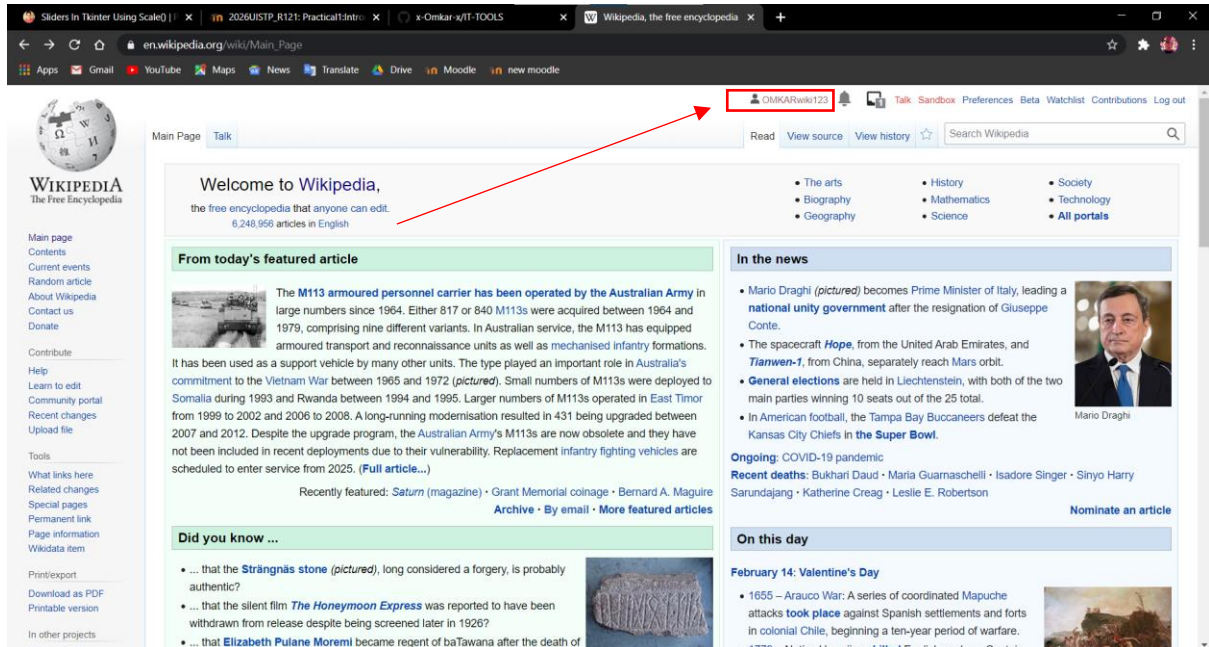 Sliders In Tkinter Using Scale() |
2026UISTP_R121: Practical1:Intro
x-Omkar-x/IT-TOOLS
Wikipedia, the free encyclopedia
en.wikipedia.org/wiki/Main_Page
Apps Gmail YouTube Maps News Translate Drive Moodle new moodle
OMKARwiki123 Talk Sandbox Preferences Beta Watchlist Contributions Log out
Main Page Talk Read View source View history Search Wikipedia
WIKIPEDIA
The Free Encyclopedia
Main page
Contents
Current events
Random article
About Wikipedia
Contact us
Donate
Contribute
Help
Learn to edit
Community portal
Recent changes
Upload file
Tools
What links here
Related changes
Special pages
Permanent link
Page information
Wikidata item
Print/export
Download as PDF
Printable version
In other projects
Welcome to Wikipedia,
the free encyclopedia that anyone can edit.
6,248,956 articles in English
• The arts
• Biography
• Geography
• History
• Mathematics
• Science
• Society
• Technology
• All portals
From today's featured article
The M113 armoured personnel carrier has been operated by the Australian Army in
large numbers since 1964. Either 817 or 840 M113s were acquired between 1964 and
1979, comprising nine different variants. In Australian service, the M113 has equipped
armoured transport and reconnaissance units as well as mechanised infantry formations.
It has been used as a support vehicle by many other units. The type played an important role in Australia's
commitment to the Vietnam War between 1965 and 1972 (pictured). Small numbers of M113s were deployed to
Somalia during 1993 and Rwanda between 1994 and 1995. Larger numbers of M113s operated in East Timor
from 1999 to 2002 and 2006 to 2008. A long-running modernisation resulted in 431 being upgraded between
2007 and 2012. Despite the upgrade program, the Australian Army's M113s are now obsolete and they have
not been included in recent deployments due to their vulnerability. Replacement infantry fighting vehicles are
scheduled to enter service from 2025. (Full article...)
Recently featured: Saturn (magazine) • Grant Memorial coinage • Bernard A. Maguire
Archive • By email • More featured articles
Did you know ...
• ... that the Strängnäs stone (pictured), long considered a forgery, is probably
authentic?
• ... that the silent film The Honeymoon Express was reported to have been
withdrawn from release despite being screened later in 1926?
• ... that Elizabeth Pulane Moremi became regent of baTawana after the death of
In the news
• Mario Draghi (pictured) becomes Prime Minister of Italy, leading a
national unity government after the resignation of Giuseppe
Conte.
• The spacecraft Hope, from the United Arab Emirates, and
Tianwen-1, from China, separately reach Mars orbit.
• General elections are held in Liechtenstein, with both of the two
main parties winning 10 seats out of the 25 total.
• In American football, the Tampa Bay Buccaneers defeat the
Kansas City Chiefs in the Super Bowl.
Mario Draghi
Ongoing: COVID-19 pandemic
Recent deaths: Bukhari Daud • Maria Guarnaschelli • Isadore Singer • Sinyo Harry
Sarundajang • Katherine Creag • Leslie E. Robertson
Nominate an article
On this day
February 14: Valentine's Day
• 1655 – Arauco War: A series of coordinated Mapuche
attacks took place against Spanish settlements and forts
in colonial Chile, beginning a ten-year period of warfare.